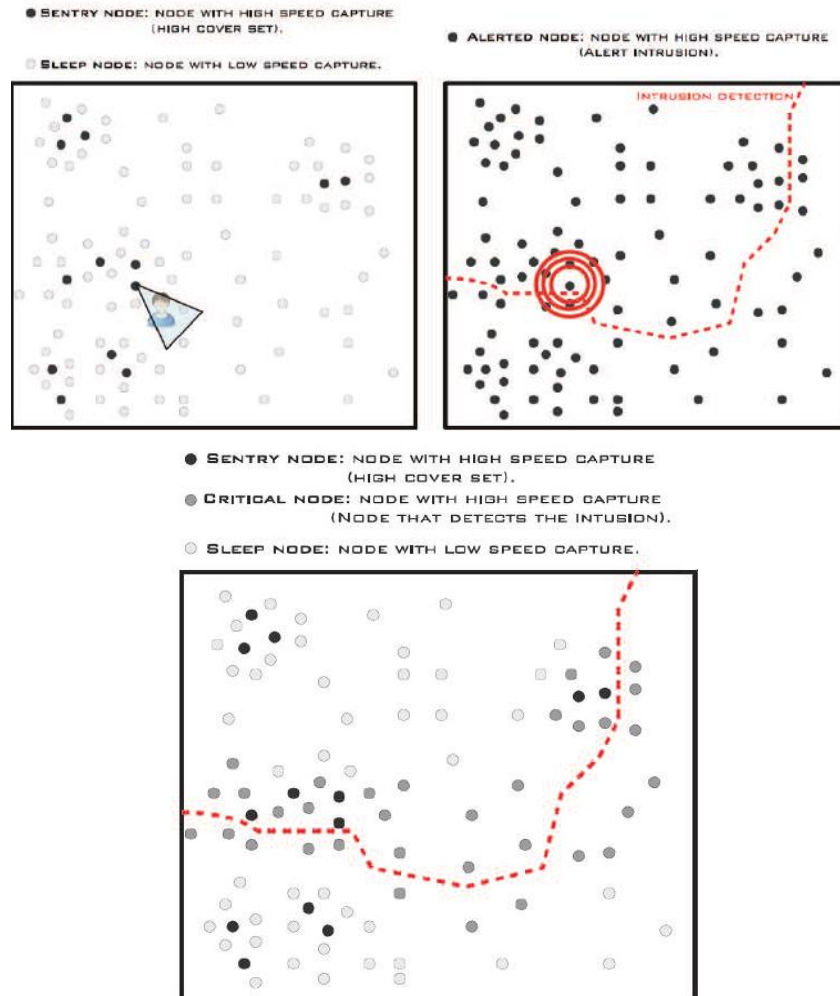 SENTRY NODE: NODE WITH HIGH SPEED CAPTURE
(HIGH COVER SET).
SLEEP NODE: NODE WITH LOW SPEED CAPTURE.
ALERTED NODE: NODE WITH HIGH SPEED CAPTURE
(ALERT INTRUSION).
INTRUSION DETECTION
SENTRY NODE: NODE WITH HIGH SPEED CAPTURE
(HIGH COVER SET).
CRITICAL NODE: NODE WITH HIGH SPEED CAPTURE
(NODE THAT DETECTS THE INTUSION).
SLEEP NODE: NODE WITH LOW SPEED CAPTURE.